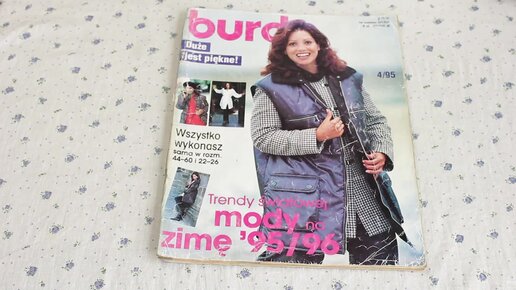 burd
Duże
jest piękne!
4/95
Wszystko
wykonasz
sama w rozm.
44-60 i 22-26
Trendy światowej
mody na
zimę '95/96